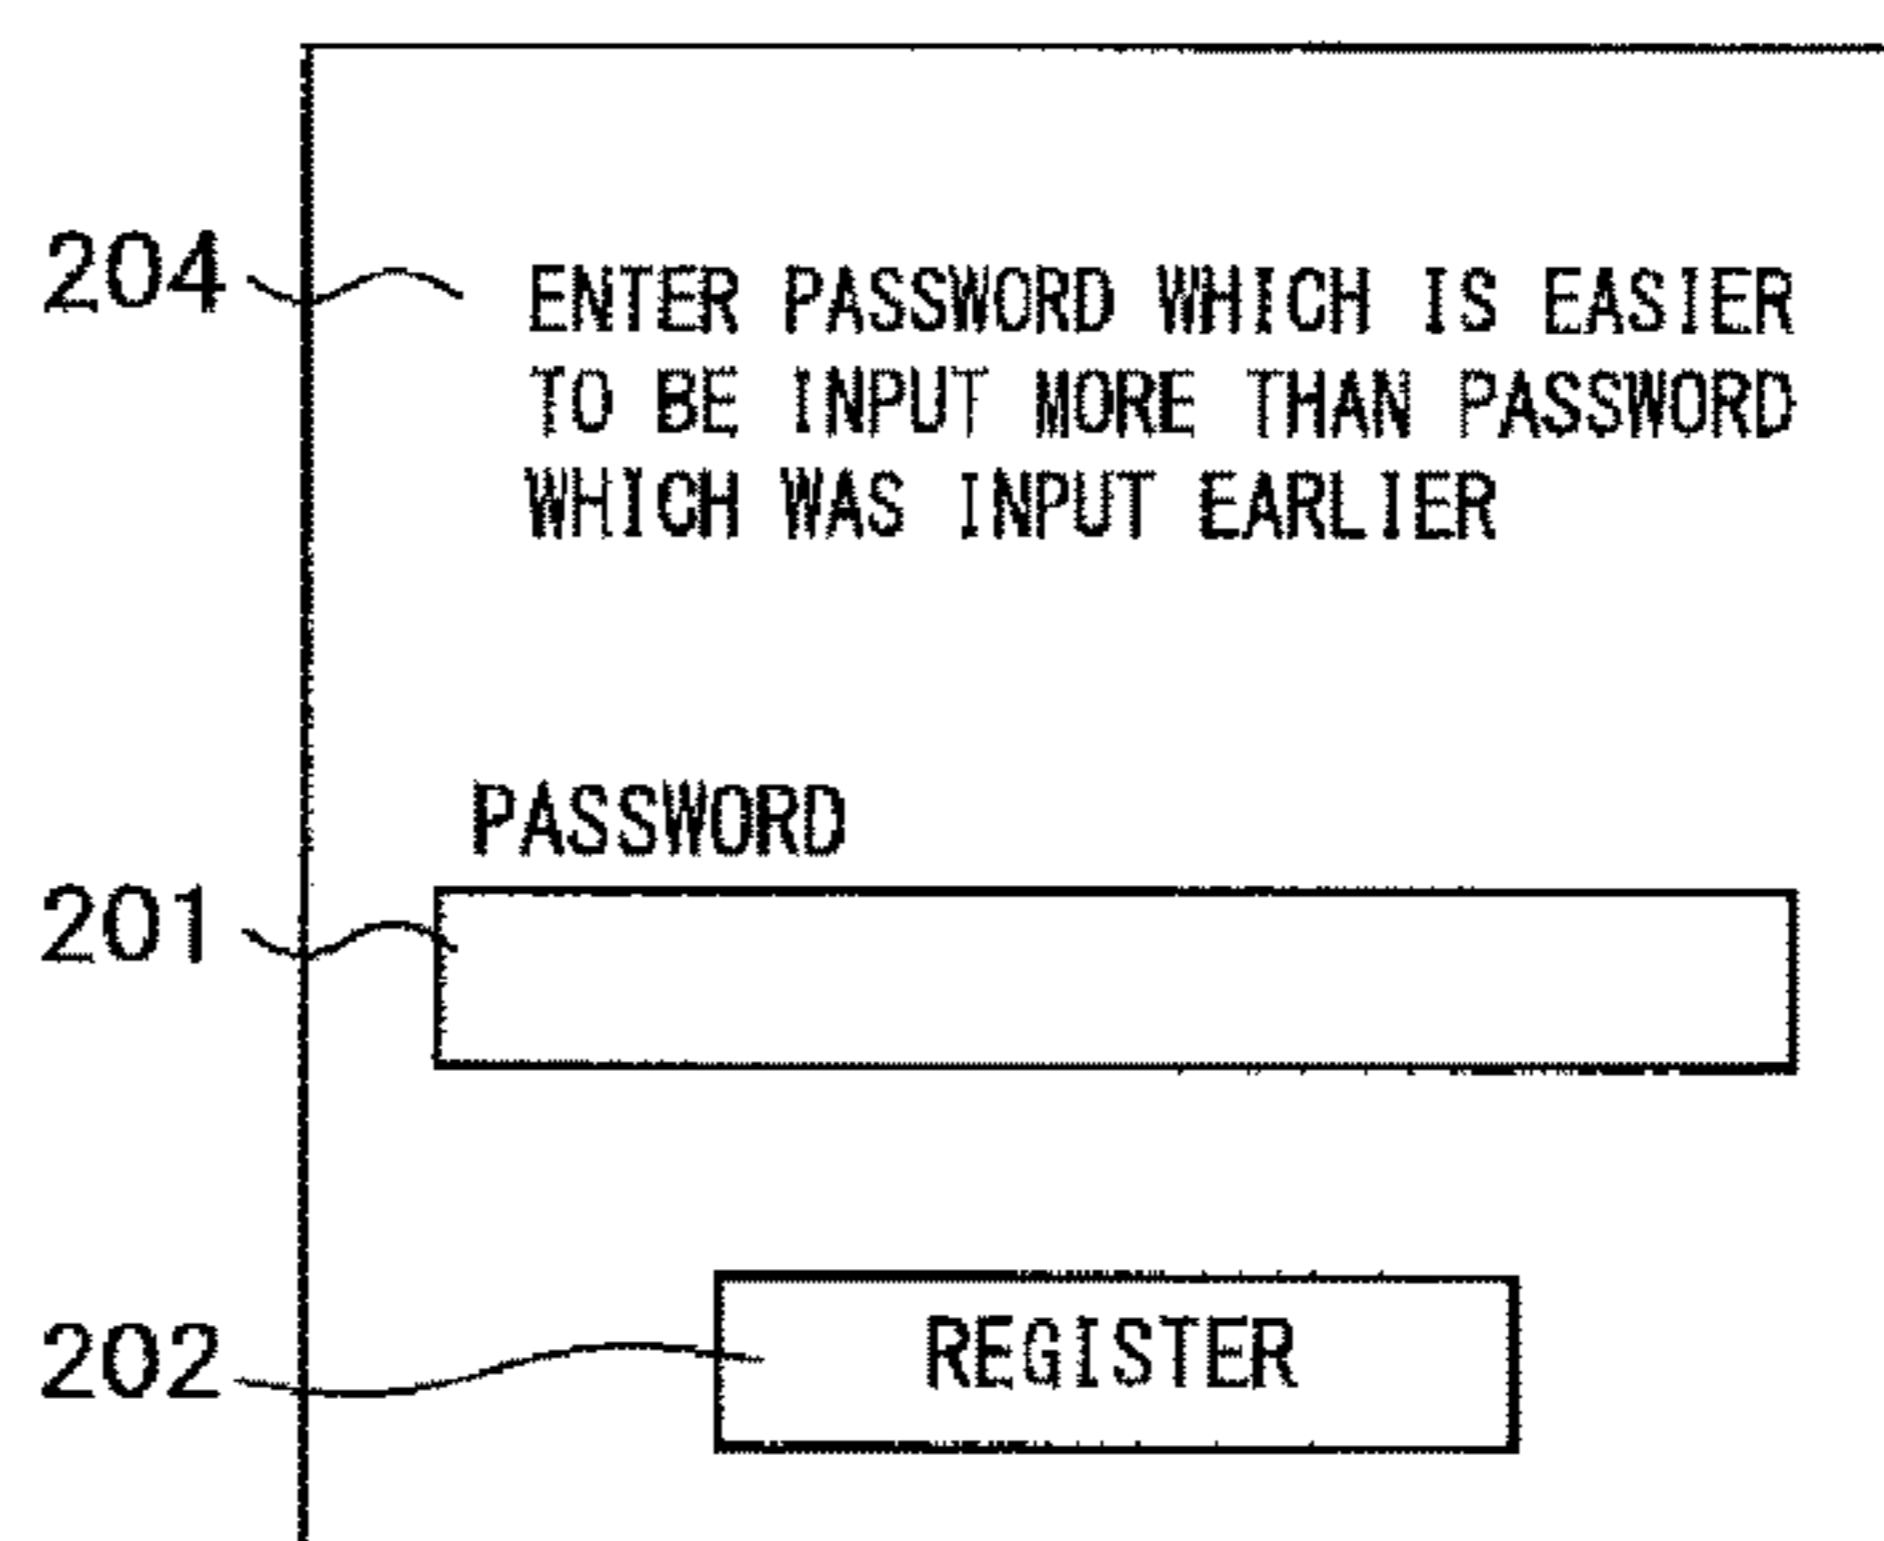 204 ENTER PASSWORD WHICH IS EASIER
TO BE INPUT MORE THAN PASSWORD
WHICH WAS INPUT EARLIER
PASSWORD
201
202 REGISTER